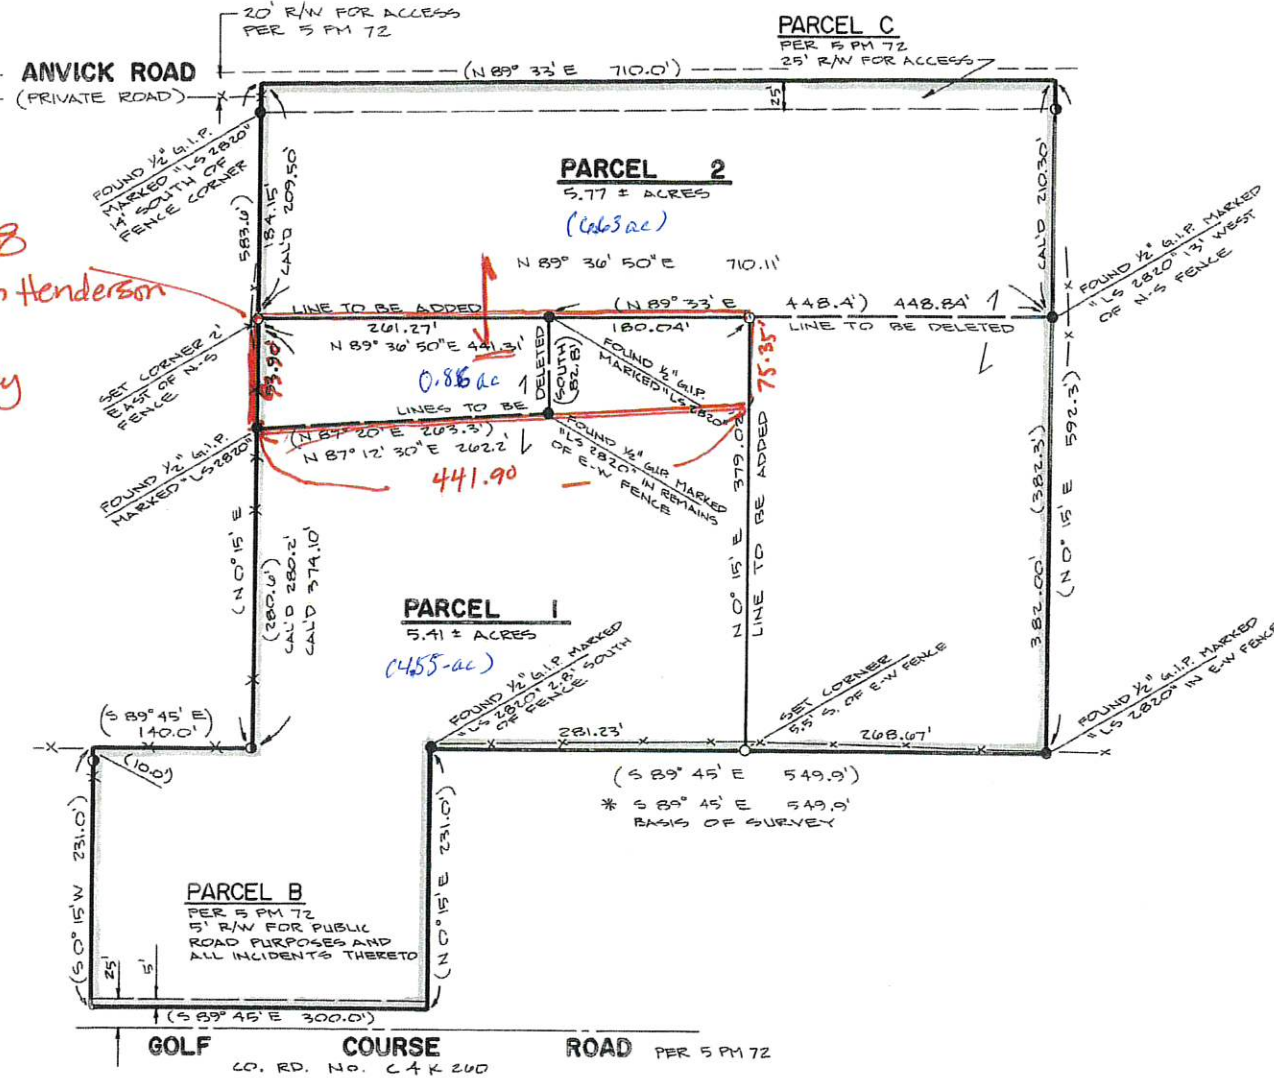 20' R/W FOR ACCESS
PER 5 PM 72
PARCEL C
PER 5 PM 72
25' R/W FOR ACCESS
ANVICK ROAD
(PRIVATE ROAD)
(N 89° 33' E 710.0')
25'
FOUND 1/2" G.I.P.
MARKED "LS 2820"
14' SOUTH OF
FENCE CORNER
583.6')
184.15'
CAL'D 209.50'
PARCEL 2
5.77 ± ACRES
(6.63 ac)
CAL'D 210.30'
FOUND 1/2" G.I.P. MARKED
"LS 2820" 13' WEST
OF N-S FENCE
8
Henderson
y
N 89° 36' 50" E 710.11'
LINE TO BE ADDED
(N 89° 33' E 448.4') 448.84'
261.27'
180.04'
LINE TO BE DELETED
N 89° 36' 50" E 441.31'
SET CORNER 2'
EAST OF N-S
FENCE
93.90'
0.86 ac
DELETED
(SOUTH
82.8')
FOUND 1/2" G.I.P.
MARKED "LS 2820"
75.35'
LINES TO BE
(N 87° 20' E 263.3')
N 87° 12' 30" E 262.2'
441.90
FOUND 1/2" G.I.P. MARKED
"LS 2820" IN REMAINS
OF E-W FENCE
FOUND 1/2" G.I.P.
MARKED "LS 2820"
N 0° 15' E 379.02'
LINE TO BE ADDED
382.00' (382.3')
(N 0° 15' E 592.3')
(N 0° 15' E
(280.6')
CAL'D 280.2'
CAL'D 374.10'
PARCEL 1
5.41 ± ACRES
(4.55-ac)
FOUND 1/2" G.I.P. MARKED
"LS 2820" 2.8' SOUTH
OF FENCE
SET CORNER
5.5' S. OF E-W FENCE
FOUND 1/2" G.I.P. MARKED
"LS 2820" IN E-W FENCE
(S 89° 45' E)
140.0')
(10.0')
281.23'
268.67'
(S 89° 45' E 549.9')
* S 89° 45' E 549.9'
BASIS OF SURVEY
(S 0° 15' W 231.0')
(N 0° 15' E 231.0')
PARCEL B
PER 5 PM 72
5' R/W FOR PUBLIC
ROAD PURPOSES AND
ALL INCIDENTS THERETO
25'
5'
(S 89° 45' E 300.0')
GOLF COURSE ROAD PER 5 PM 72
CO. RD. NO. C 4 K 260